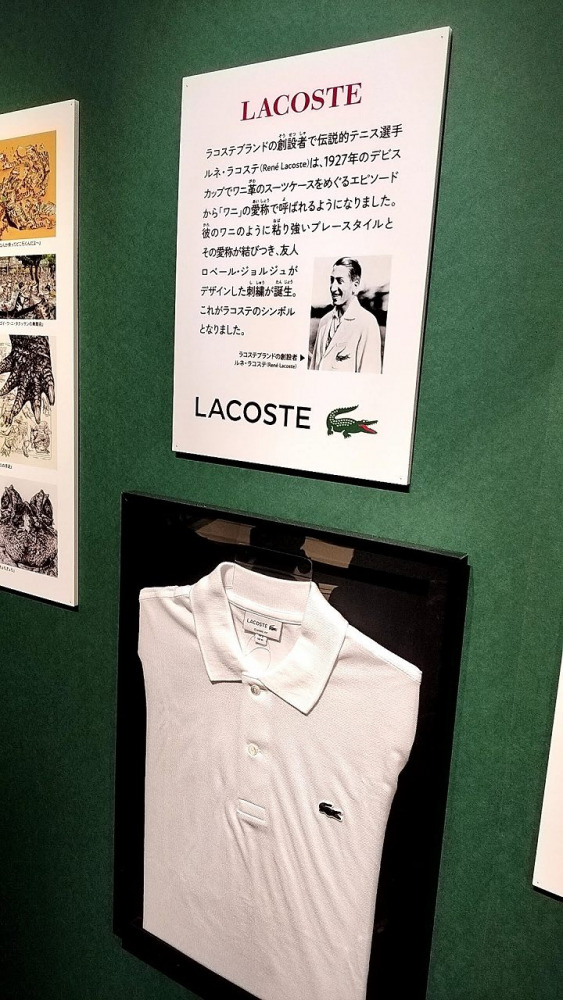 LACOSTE
ラコステブランドの創設者で伝説的テニス選手
ルネ・ラコステ(René Lacoste)は、1927年のデビス
カップでワニ革のスーツケースをめぐるエピソード
から「ワニ」の愛称で呼ばれるようになりました。
彼のワニのように粘り強いプレースタイルと
その愛称が結びつき、友人
ロベール・ジョルジュが
デザインした刺繍が誕生。
これがラコステのシンボル
となりました。
ラコステブランドの創設者▶
ルネ・ラコステ(René Lacoste)
LACOSTE
LACOSTE